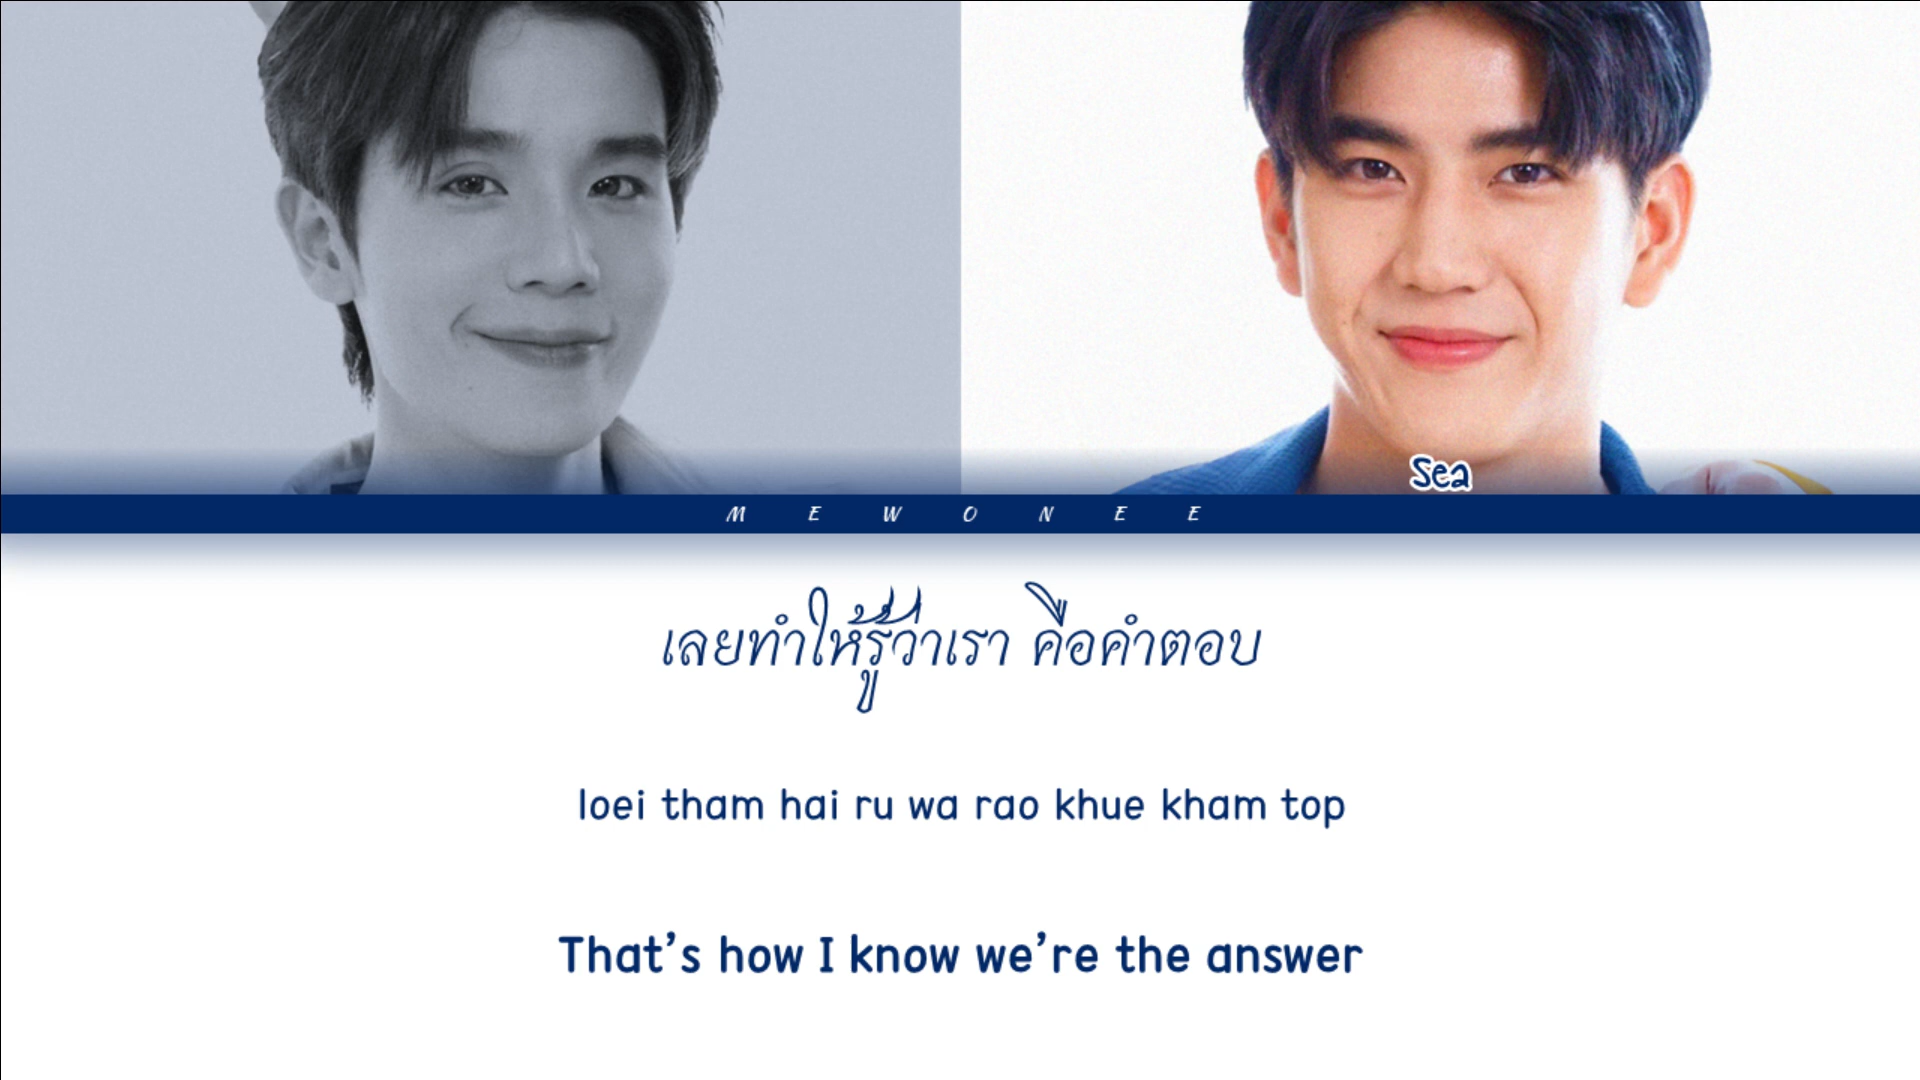 Sea
MEWONEE
เลยทำให้รู้ว่าเรา คือคำตอบ
loei tham hai ru wa rao khue kham top
That's how I know we're the answer